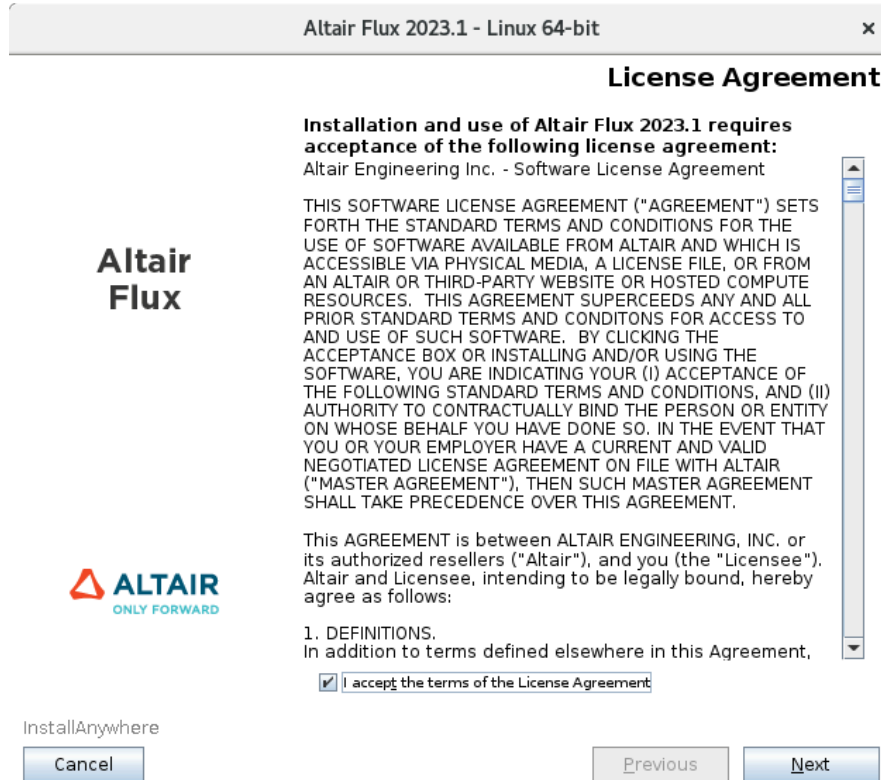 Altair Flux 2023.1 - Linux 64-bit
×
License Agreement
Installation and use of Altair Flux 2023.1 requires
acceptance of the following license agreement:
Altair Engineering Inc. - Software License Agreement
THIS SOFTWARE LICENSE AGREEMENT ("AGREEMENT") SETS
FORTH THE STANDARD TERMS AND CONDITIONS FOR THE
USE OF SOFTWARE AVAILABLE FROM ALTAIR AND WHICH IS
ACCESSIBLE VIA PHYSICAL MEDIA, A LICENSE FILE, OR FROM
AN ALTAIR OR THIRD-PARTY WEBSITE OR HOSTED COMPUTE
RESOURCES.  THIS AGREEMENT SUPERCEEDS ANY AND ALL
PRIOR STANDARD TERMS AND CONDITONS FOR ACCESS TO
AND USE OF SUCH SOFTWARE.  BY CLICKING THE
ACCEPTANCE BOX OR INSTALLING AND/OR USING THE
SOFTWARE, YOU ARE INDICATING YOUR (I) ACCEPTANCE OF
THE FOLLOWING STANDARD TERMS AND CONDITIONS, AND (II)
AUTHORITY TO CONTRACTUALLY BIND THE PERSON OR ENTITY
ON WHOSE BEHALF YOU HAVE DONE SO. IN THE EVENT THAT
YOU OR YOUR EMPLOYER HAVE A CURRENT AND VALID
NEGOTIATED LICENSE AGREEMENT ON FILE WITH ALTAIR
("MASTER AGREEMENT"), THEN SUCH MASTER AGREEMENT
SHALL TAKE PRECEDENCE OVER THIS AGREEMENT.
This AGREEMENT is between ALTAIR ENGINEERING, INC. or
its authorized resellers ("Altair"), and you (the "Licensee").
Altair and Licensee, intending to be legally bound, hereby
agree as follows:
1. DEFINITIONS.
In addition to terms defined elsewhere in this Agreement,
I accept the terms of the License Agreement
Altair
Flux
ALTAIR
ONLY FORWARD
InstallAnywhere
Cancel
Previous
Next